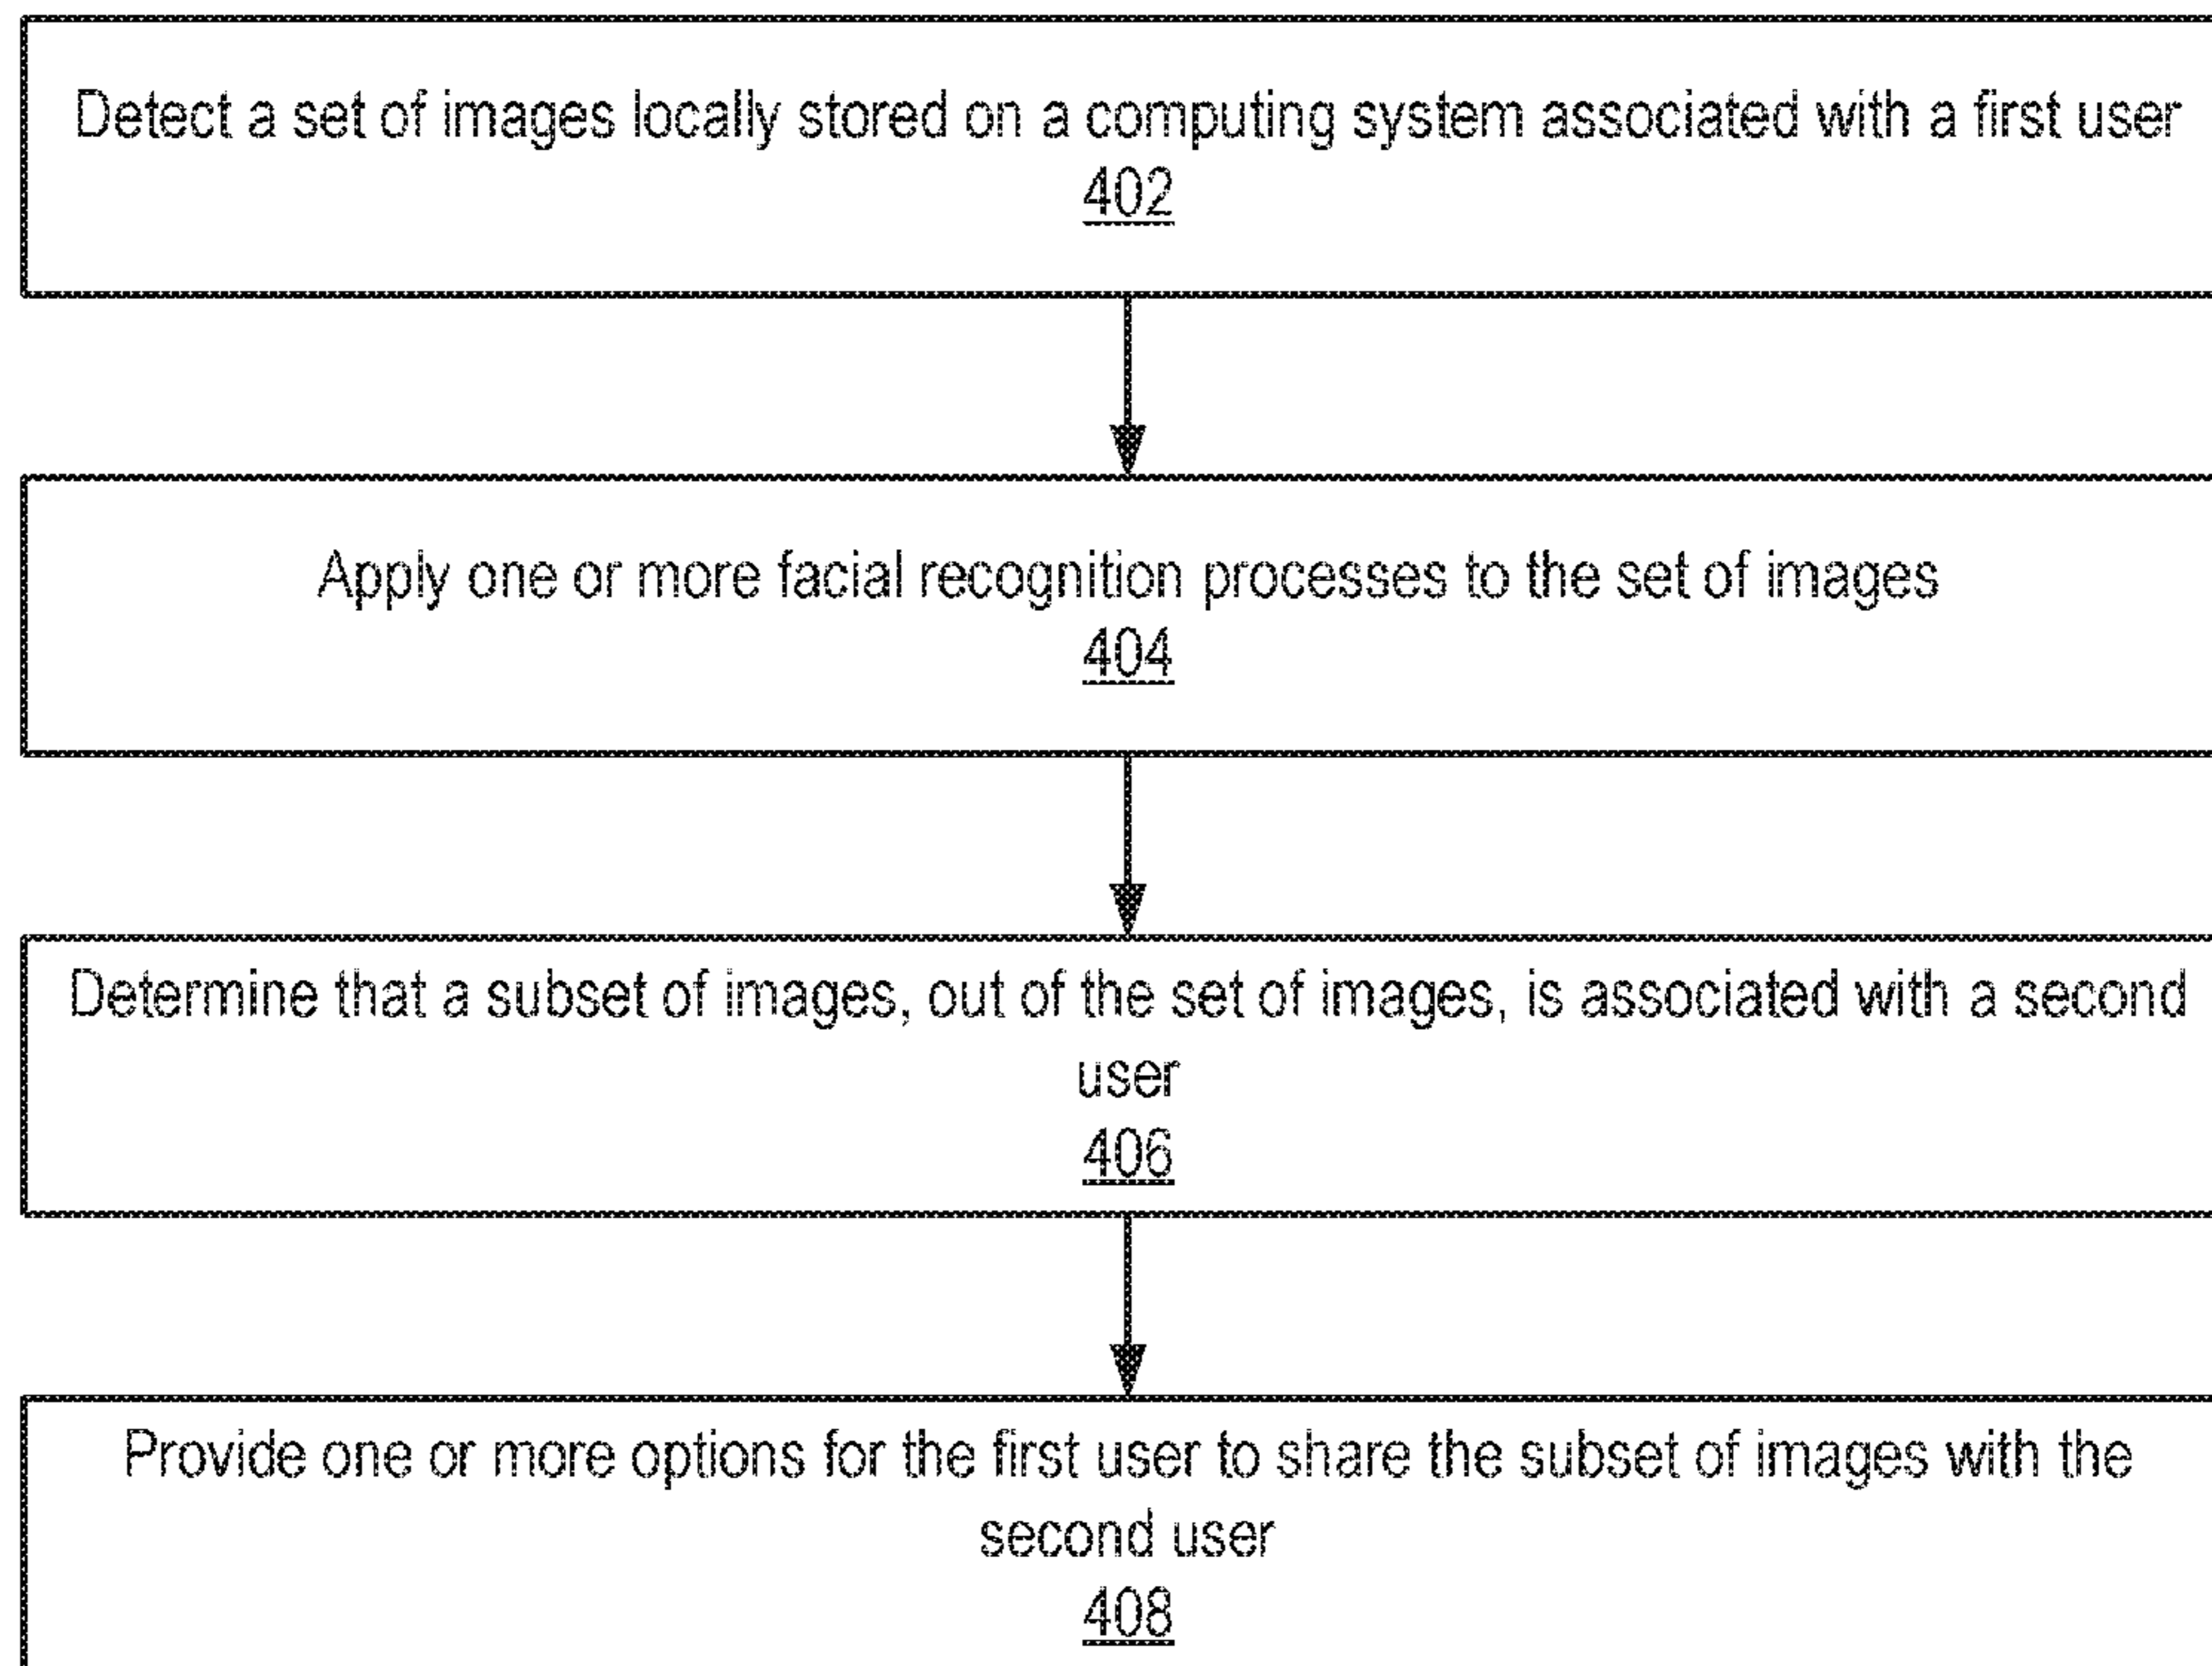 Detect a set of images locally stored on a computing system associated with a first user
402
Apply one or more facial recognition processes to the set of images
404
Determine that a subset of images, out of the set of images, is associated with a second
user
406
Provide one or more options for the first user to share the subset of images with the
second user
408